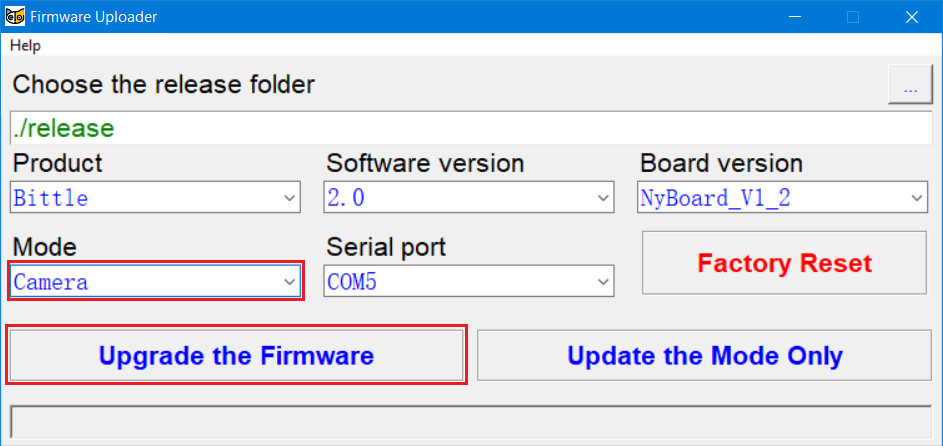 Firmware Uploader
Help
Choose the release folder
...
./release
Product Software version Board version
Bittle 2.0 NyBoard_V1_2
Mode Serial port
Camera COM5 Factory Reset
Upgrade the Firmware Update the Mode Only